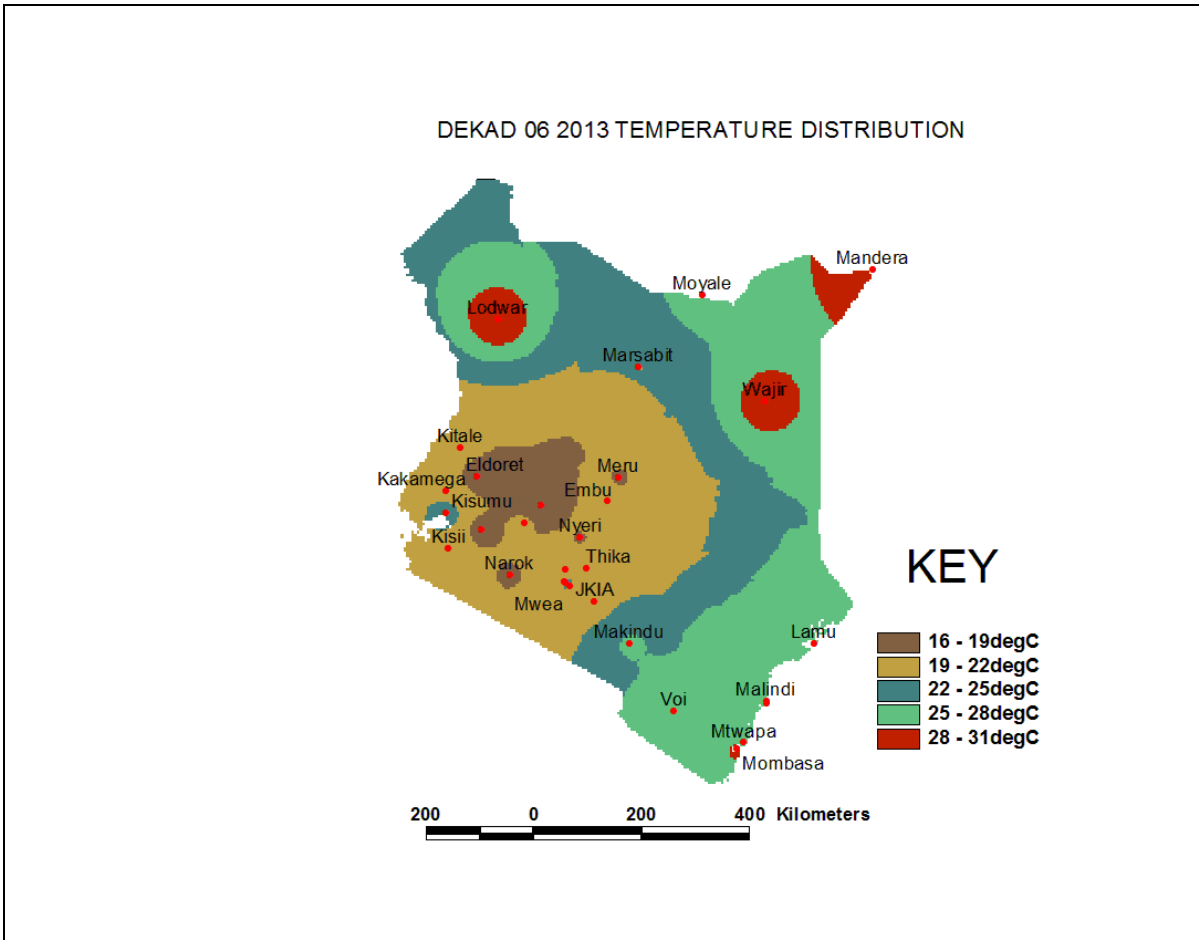 DEKAD 06 2013 TEMPERATURE DISTRIBUTION
Mandera
Moyale
Lodwar
Marsabit
Wajir
Kitale
Eldoret
Meru
Kakamega
Embu
Kisumu
Nyeri
Kisii
Thika
Narok
JKIA
Mwea
Makindu
Lamu
Voi
Malindi
Mtwapa
Mombasa
KEY
16 - 19degC
19 - 22degC
22 - 25degC
25 - 28degC
28 - 31degC
200 0 200 400 Kilometers